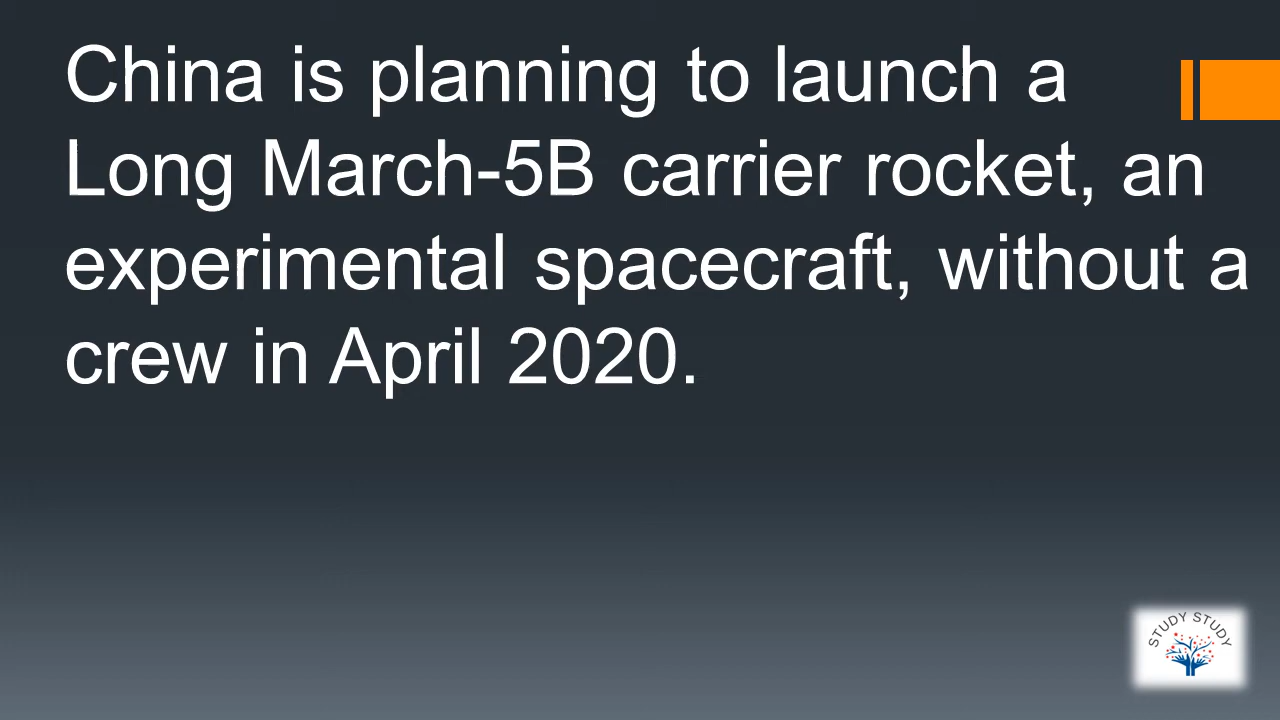 China is planning to launch a
Long March-5B carrier rocket, an
experimental spacecraft, without a
crew in April 2020.
STUDY STUDY